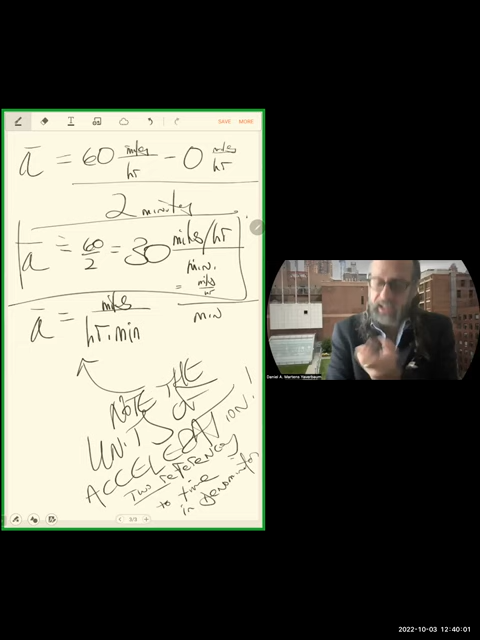 SAVE MORE
ā = 60 miles/hr - 0 miles/hr
2 minutes
ā = 60/2 = 30 miles/hr
min.
= miles/hr
min
ā = miles
hr.min
NOTE THE
UNITS OF
ACCELERATION!
TWO references
to time
in denominator
3/3
Daniel A. Martens Yaverbaum
2022-10-03 12:40:01